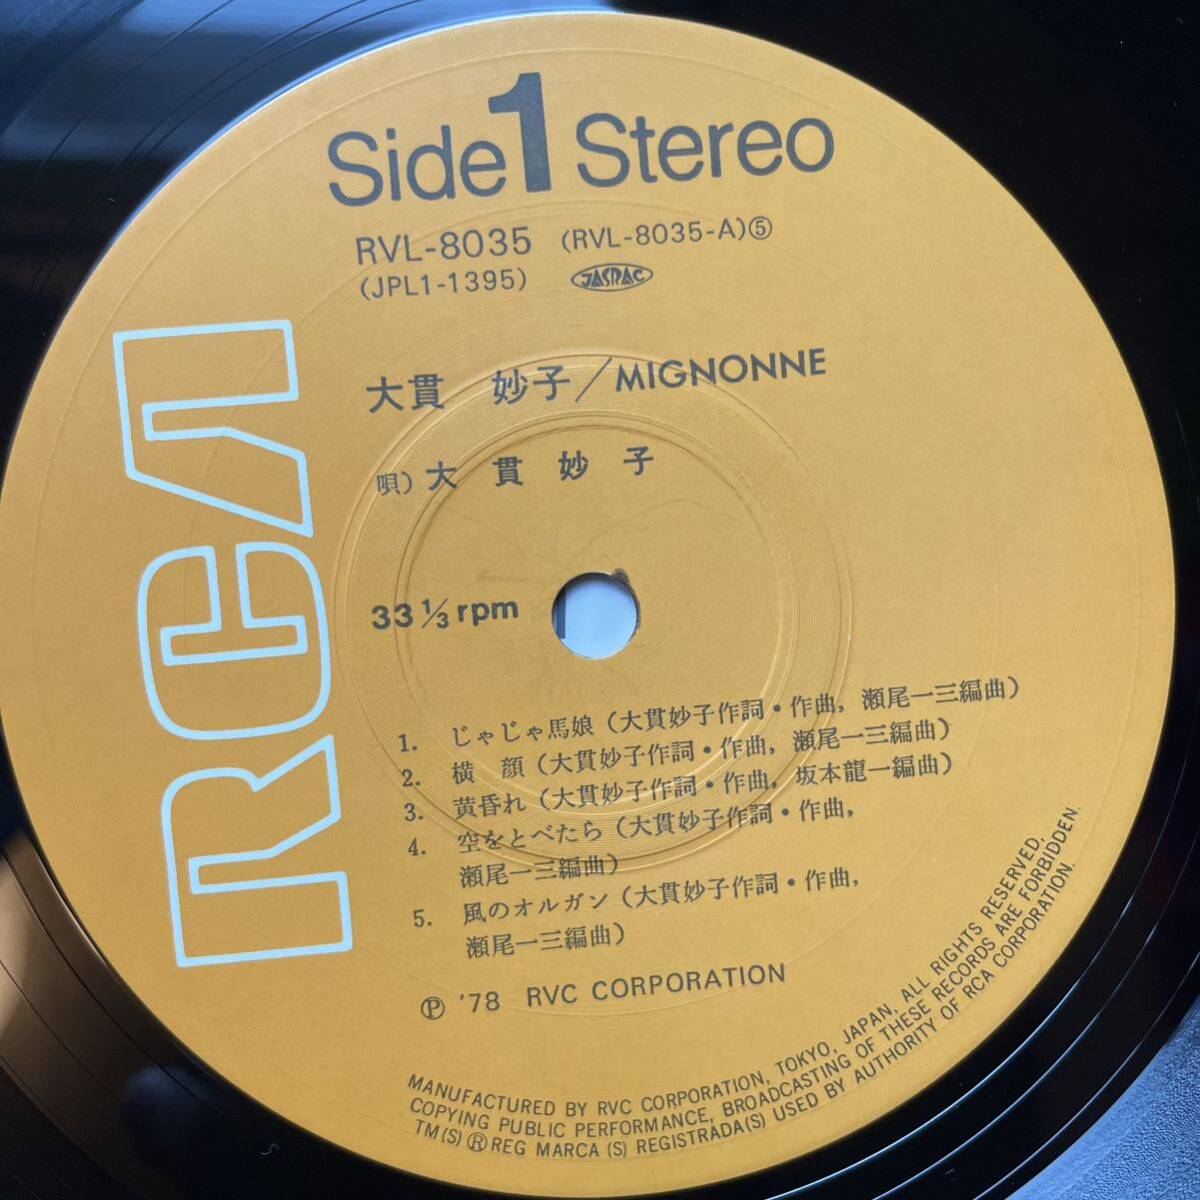 Side 1 Stereo
RVL-8035 (RVL-8035-A)⑤
(JPL1-1395) JASRAC
大貫 妙子/MIGNONNE
唄)大貫妙子
RCA
33 1/3 rpm
1. じゃじゃ馬娘(大貫妙子作詞・作曲,瀬尾一三編曲)
2. 横 顔(大貫妙子作詞・作曲,瀬尾一三編曲)
3. 黄昏れ(大貫妙子作詞・作曲,坂本龍一編曲)
4. 空をとべたら(大貫妙子作詞・作曲,
瀬尾一三編曲)
5. 風のオルガン(大貫妙子作詞・作曲,
瀬尾一三編曲)
Ⓟ '78 RVC CORPORATION
MANUFACTURED BY RVC CORPORATION, TOKYO, JAPAN, ALL RIGHTS RESERVED,
COPYING PUBLIC PERFORMANCE, BROADCASTING OF THESE RECORDS ARE FORBIDDEN.
TM(S) ® REG MARCA (S) REGISTRADA(S) USED BY AUTHORITY OF RCA CORPORATION.